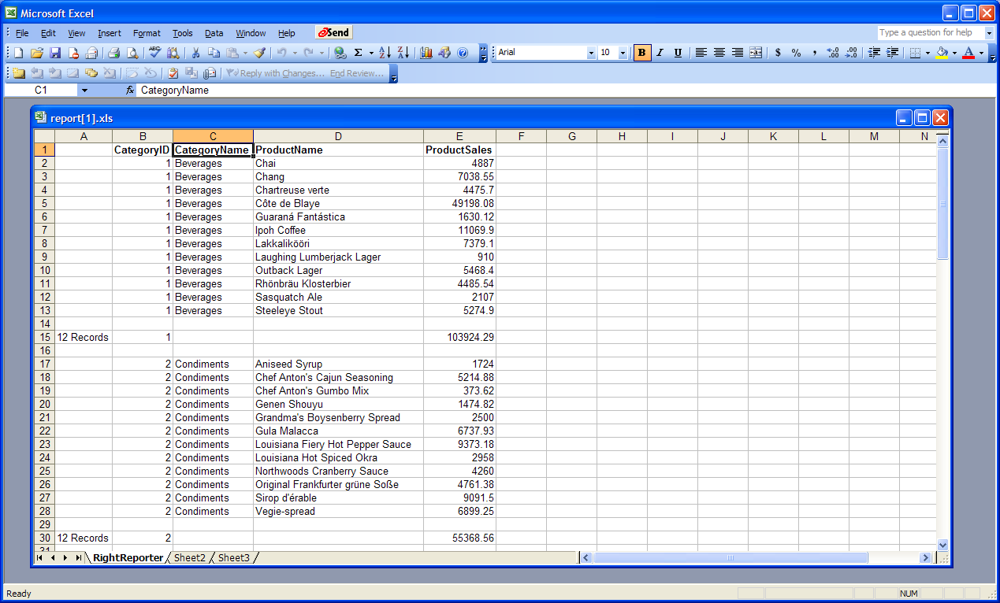 Microsoft Excel
File Edit View Insert Format Tools Data Window Help Send Type a question for help
Arial 10 B I U $ % ,
Reply with Changes... End Review...
C1 fx CategoryName
report[1].xls
A B C D E F G H I J K L M N
1 CategoryID CategoryName ProductName ProductSales
2 1 Beverages Chai 4887
3 1 Beverages Chang 7038.55
4 1 Beverages Chartreuse verte 4475.7
5 1 Beverages Côte de Blaye 49198.08
6 1 Beverages Guaraná Fantástica 1630.12
7 1 Beverages Ipoh Coffee 11069.9
8 1 Beverages Lakkalikööri 7379.1
9 1 Beverages Laughing Lumberjack Lager 910
10 1 Beverages Outback Lager 5468.4
11 1 Beverages Rhönbräu Klosterbier 4485.54
12 1 Beverages Sasquatch Ale 2107
13 1 Beverages Steeleye Stout 5274.9
14
15 12 Records 1 103924.29
16
17 2 Condiments Aniseed Syrup 1724
18 2 Condiments Chef Anton's Cajun Seasoning 5214.88
19 2 Condiments Chef Anton's Gumbo Mix 373.62
20 2 Condiments Genen Shouyu 1474.82
21 2 Condiments Grandma's Boysenberry Spread 2500
22 2 Condiments Gula Malacca 6737.93
23 2 Condiments Louisiana Fiery Hot Pepper Sauce 9373.18
24 2 Condiments Louisiana Hot Spiced Okra 2958
25 2 Condiments Northwoods Cranberry Sauce 4260
26 2 Condiments Original Frankfurter grüne Soße 4761.38
27 2 Condiments Sirop d'érable 9091.5
28 2 Condiments Vegie-spread 6899.25
29
30 12 Records 2 55368.56
31
RightReporter Sheet2 Sheet3
Ready NUM